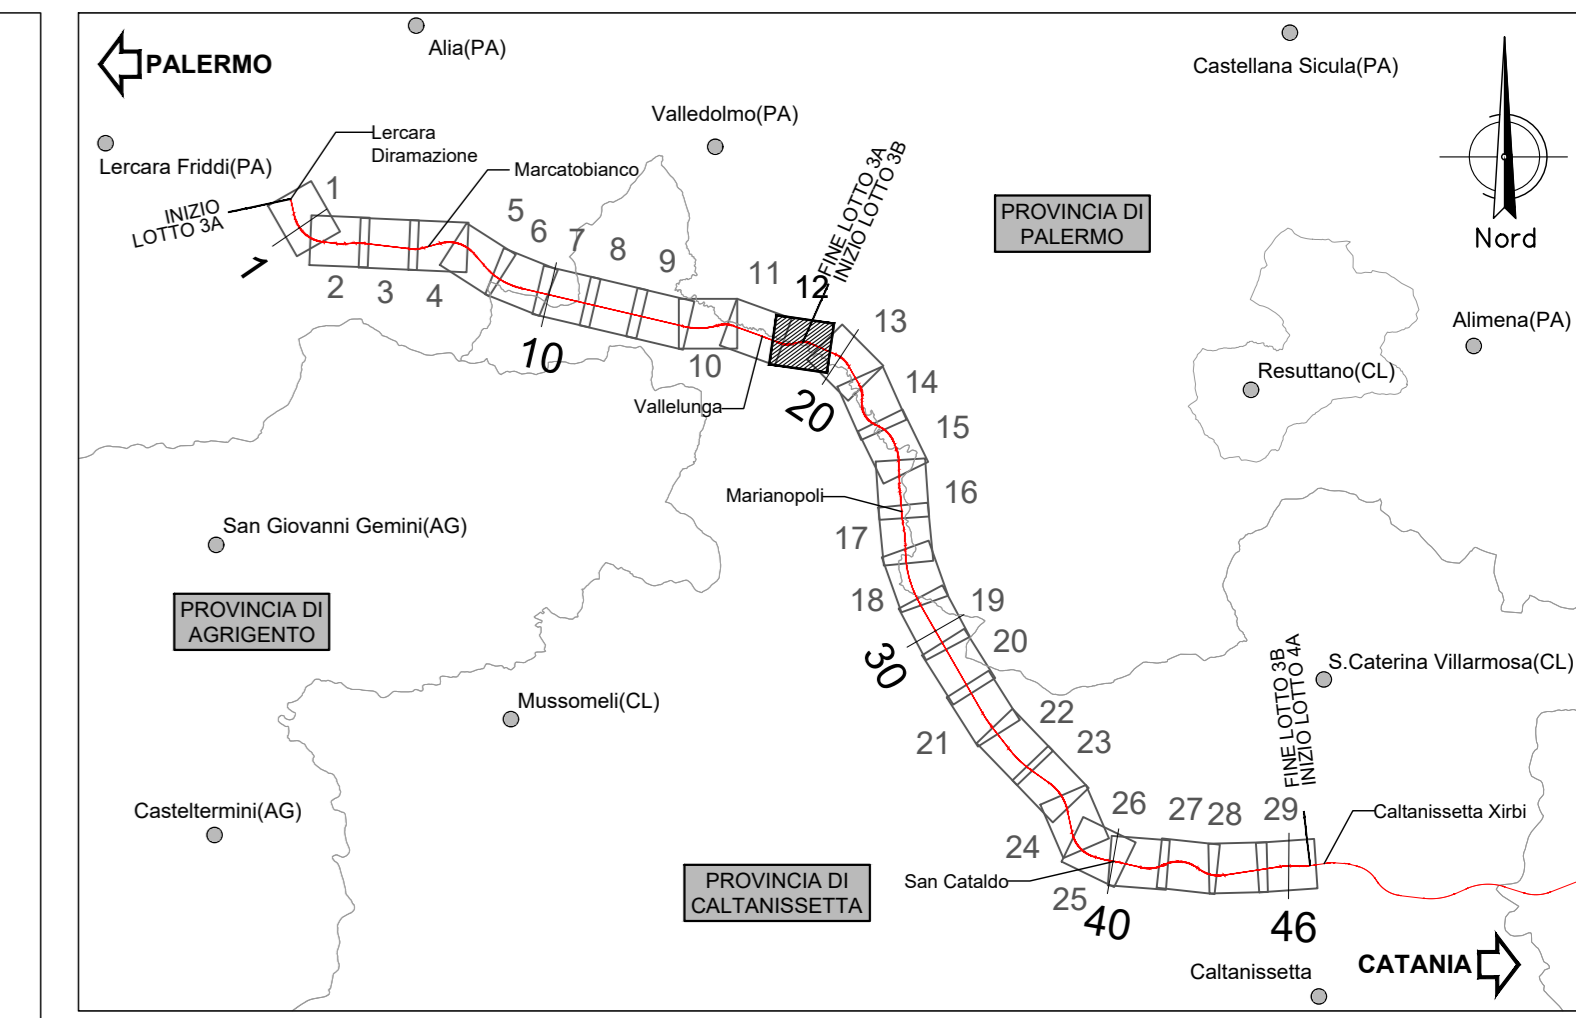 PALERMO
Alia(PA)
Castellana Sicula(PA)
Valledolmo(PA)
Lercara
Diramazione
Lercara Friddi(PA)
Marcatobianco
INIZIO
LOTTO 3A
FINE LOTTO 3A
INIZIO LOTTO 3B
PROVINCIA DI
PALERMO
Nord
1
1
2
3
4
5
6
7
8
9
10
10
11
12
13
Alimena(PA)
Resuttano(CL)
Vallelunga
20
14
15
Marianopoli
16
17
San Giovanni Gemini(AG)
PROVINCIA DI
AGRIGENTO
18
19
20
30
Mussomeli(CL)
S.Caterina Villarmosa(CL)
FINE LOTTO 3B
INIZIO LOTTO 4A
21
22
23
Casteltermini(AG)
24
25
26
27
28
29
Caltanissetta Xirbi
San Cataldo
PROVINCIA DI
CALTANISSETTA
40
46
Caltanissetta
CATANIA